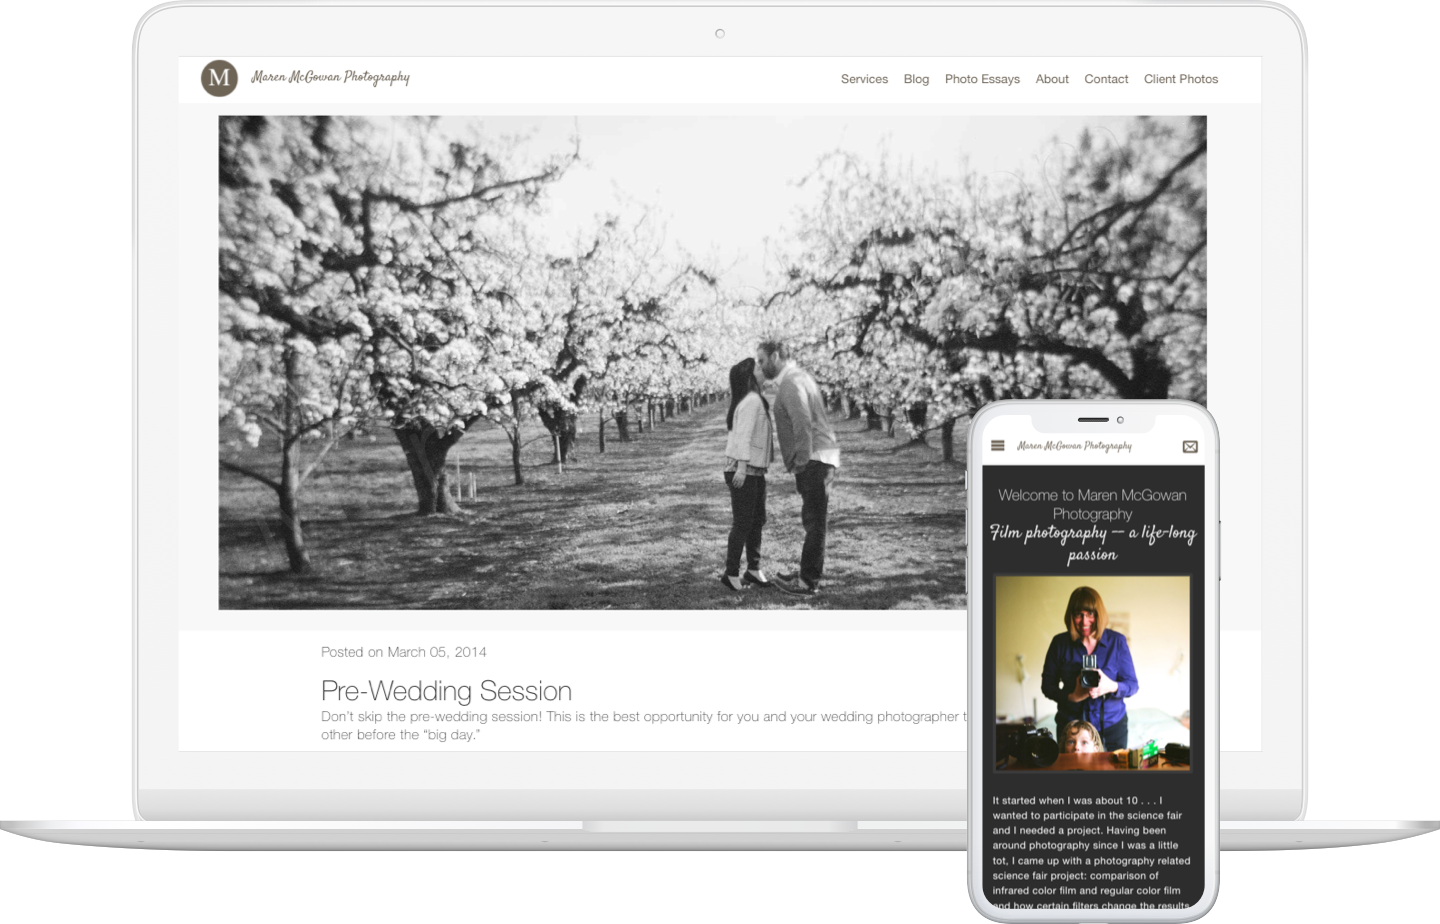 M
Maren McGowan Photography
Services Blog Photo Essays About Contact Client Photos
Posted on March 05, 2014
Pre-Wedding Session
Don’t skip the pre-wedding session! This is the best opportunity for you and your wedding photographer
other before the “big day.”
Maren McGowan Photography
Welcome to Maren McGowan
Photography
Film photography — a life-long
passion
It started when I was about 10 . . . I
wanted to participate in the science fair
and I needed a project. Having been
around photography since I was a little
tot, I came up with a photography related
science fair project: comparison of
infrared color film and regular color film
and how certain filters change the results